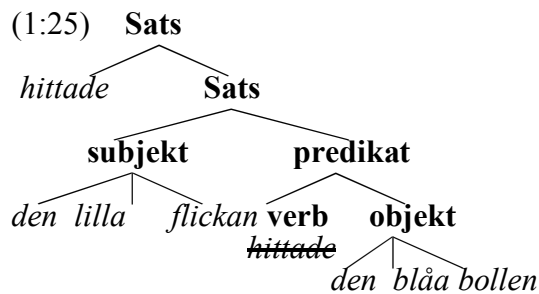 (1:25) Sats
hittade Sats
subjekt predikat
den lilla flickan verb objekt
hittade
den blåa bollen